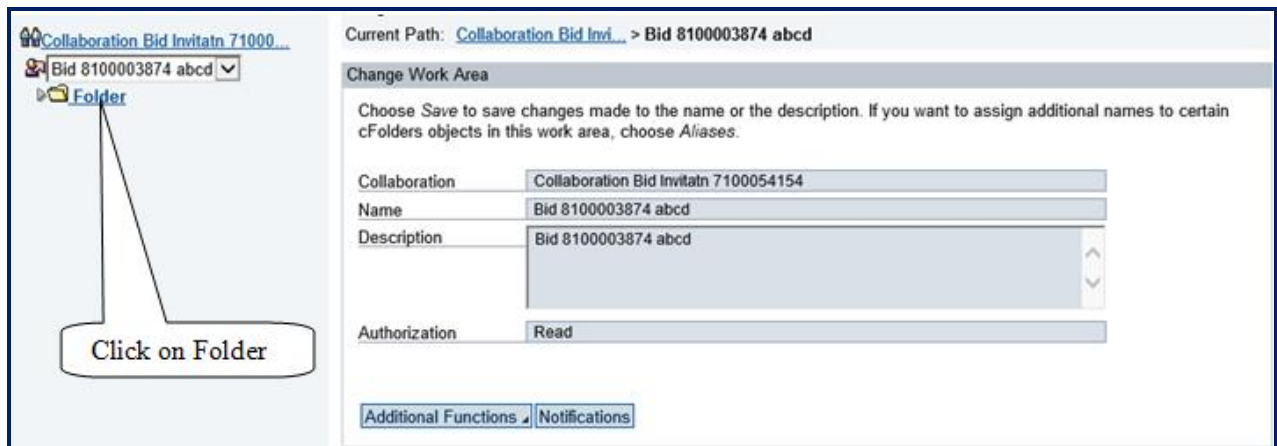 Collaboration Bid Invitatn 71000...
Bid 8100003874 abcd
Folder
Click on Folder
Current Path: Collaboration Bid Invi... > Bid 8100003874 abcd
Change Work Area
Choose Save to save changes made to the name or the description. If you want to assign additional names to certain
cFolders objects in this work area, choose Aliases.
Collaboration Collaboration Bid Invitatn 7100054154
Name Bid 8100003874 abcd
Description Bid 8100003874 abcd
Authorization Read
Additional Functions Notifications